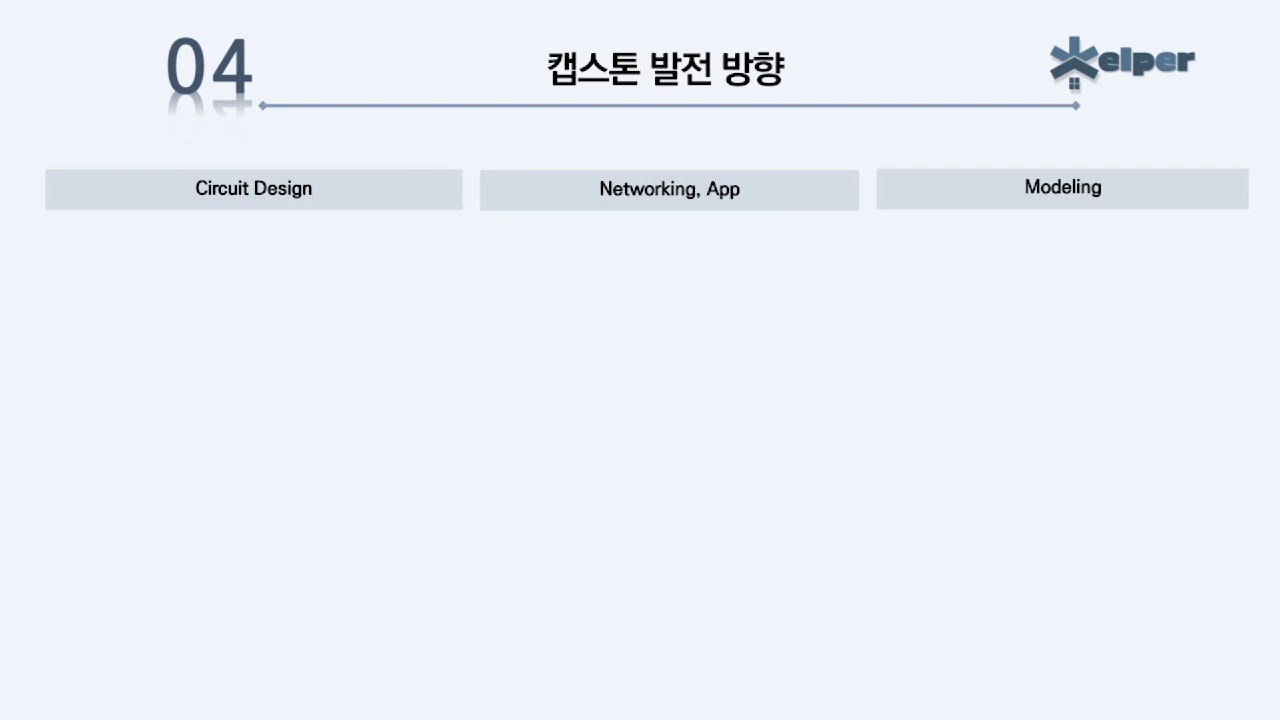 04
캡스톤 발전 방향
elper
Circuit Design
Networking, App
Modeling